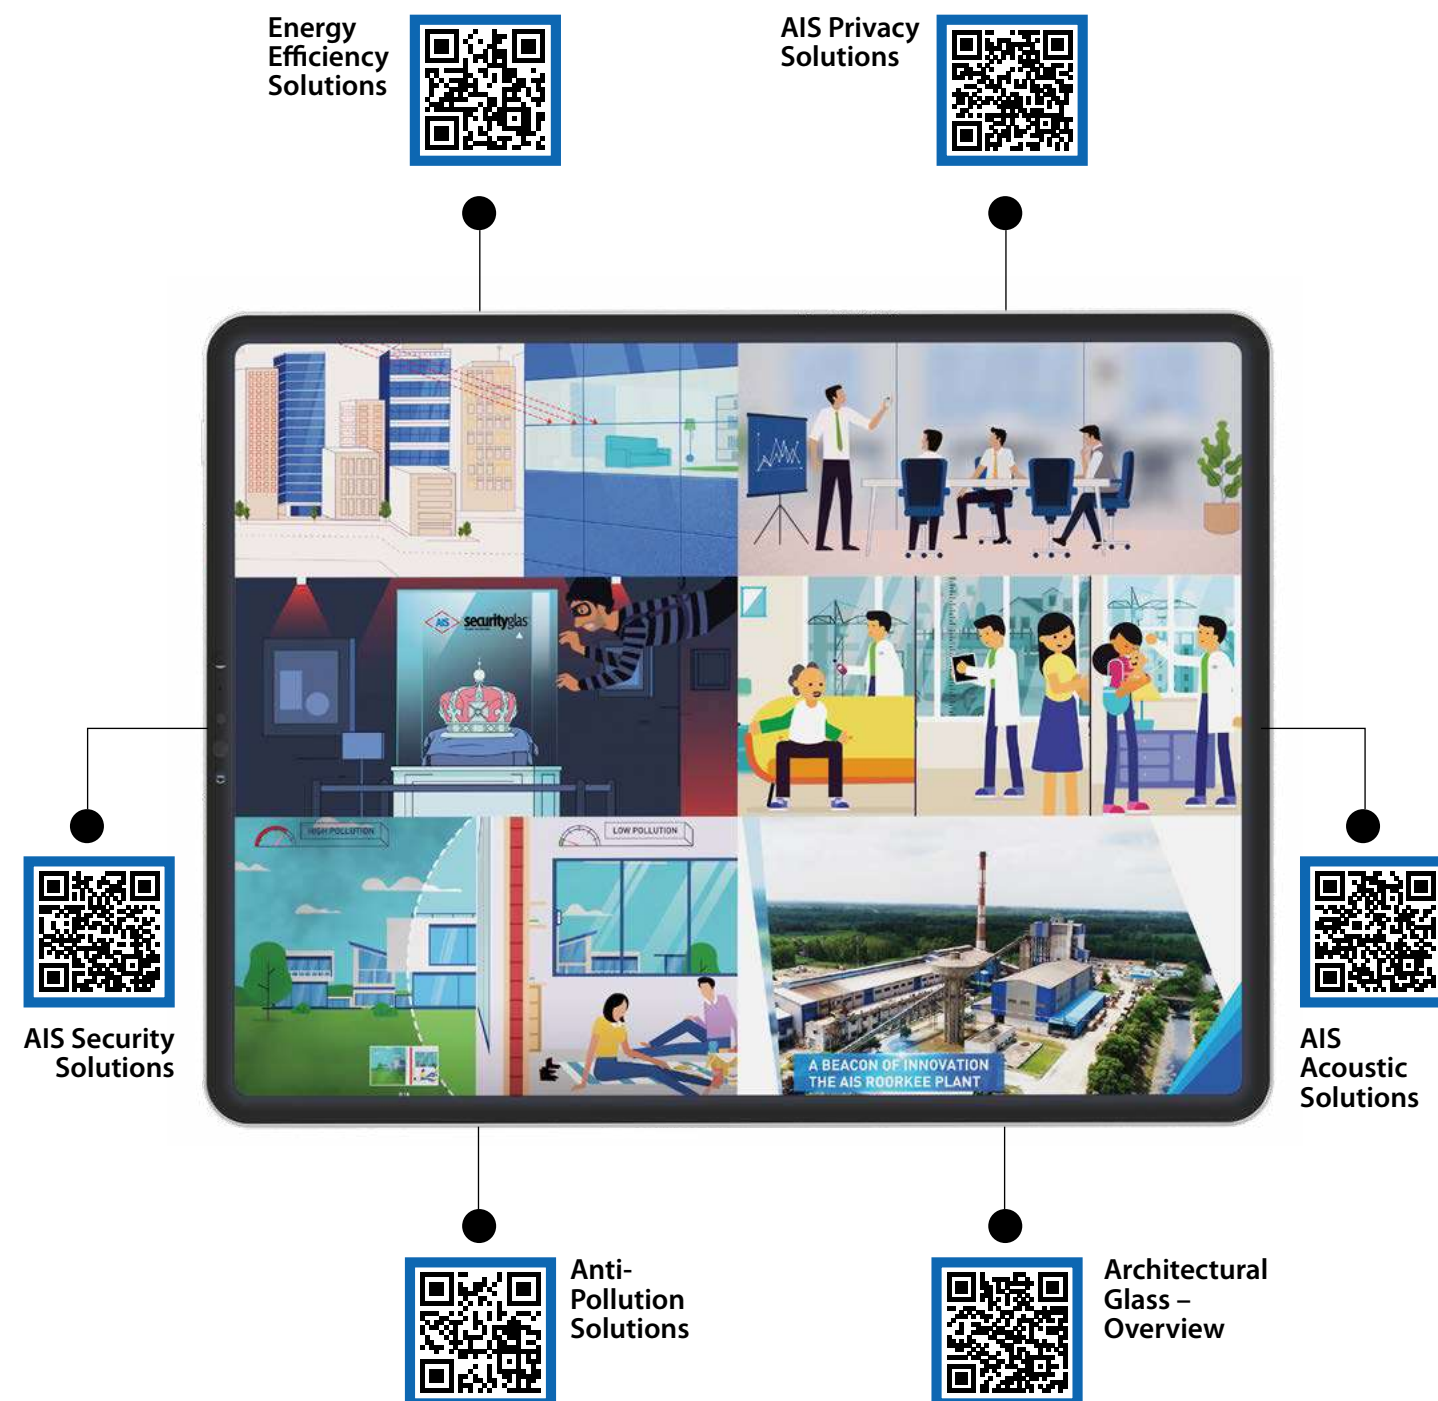 Energy
Efficiency
Solutions
AIS Privacy
Solutions
AIS securityglas
HIGH POLLUTION
LOW POLLUTION
A BEACON OF INNOVATION
THE AIS ROORKEE PLANT
AIS Security
Solutions
AIS
Acoustic
Solutions
Anti-
Pollution
Solutions
Architectural
Glass –
Overview